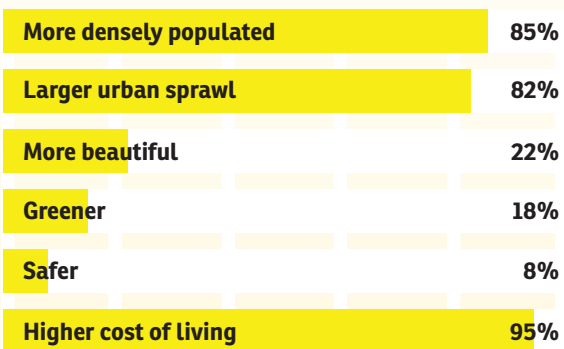 More densely populated 85%
Larger urban sprawl 82%
More beautiful 22%
Greener 18%
Safer 8%
Higher cost of living 95%